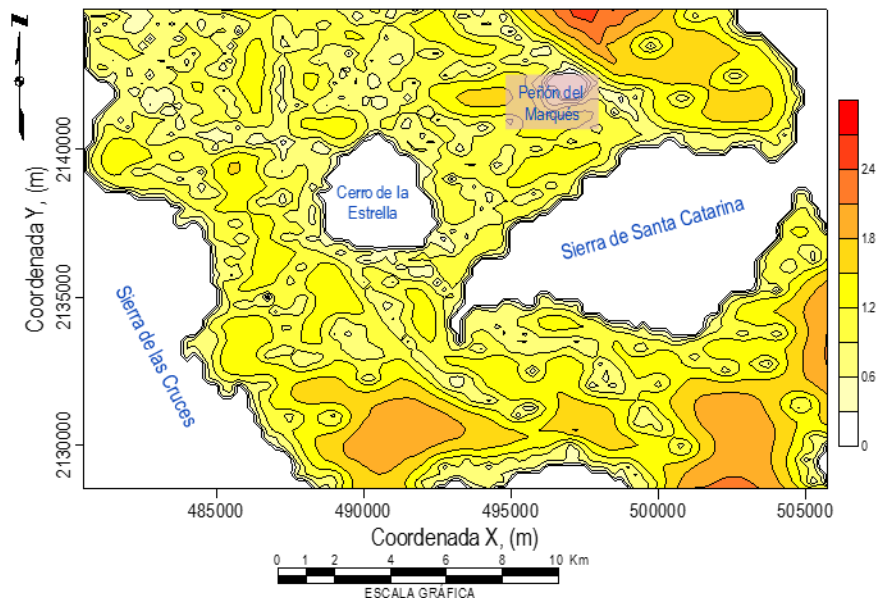 Z
Peñón del
Marques
Cerro de la
Estrella
Sierra de Santa Catarina
Sierra de las Cruces
Coordenada Y, (m)
2140000
2135000
2130000
485000
490000
495000
500000
505000
Coordenada X, (m)
2.4
1.8
1.2
0.6
0
0 1 2 4 6 8 10 Km
ESCALA GRÁFICA